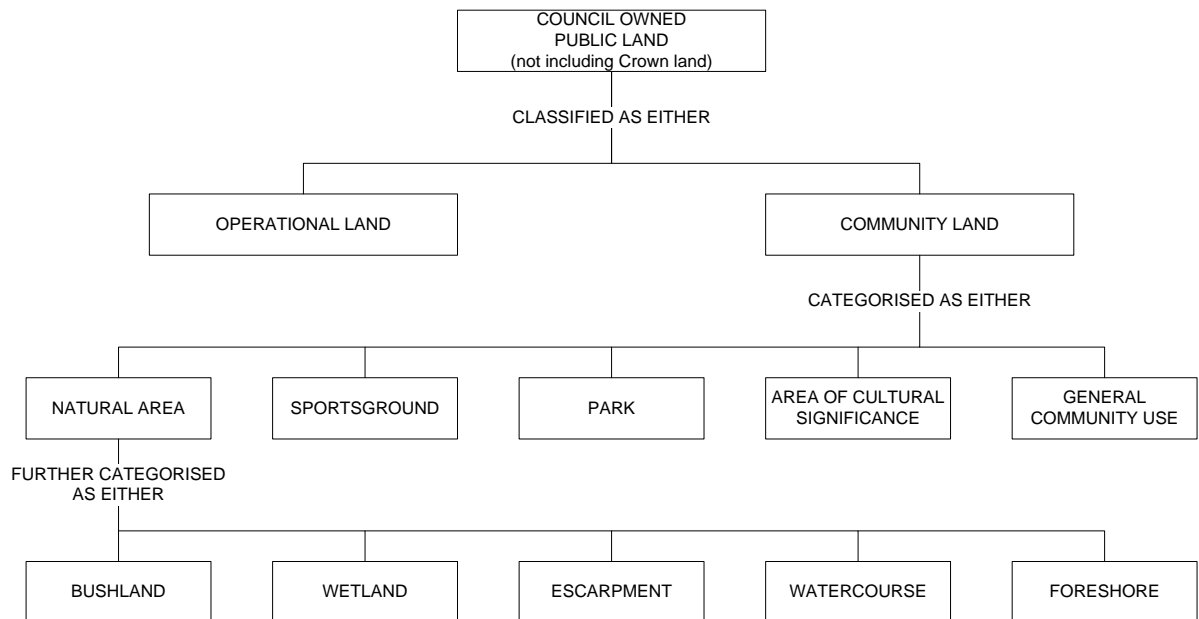 COUNCIL OWNED
PUBLIC LAND
(not including Crown land)
CLASSIFIED AS EITHER
OPERATIONAL LAND
COMMUNITY LAND
CATEGORISED AS EITHER
NATURAL AREA
SPORTSGROUND
PARK
AREA OF CULTURAL
SIGNIFICANCE
GENERAL
COMMUNITY USE
FURTHER CATEGORISED
AS EITHER
BUSHLAND
WETLAND
ESCARPMENT
WATERCOURSE
FORESHORE